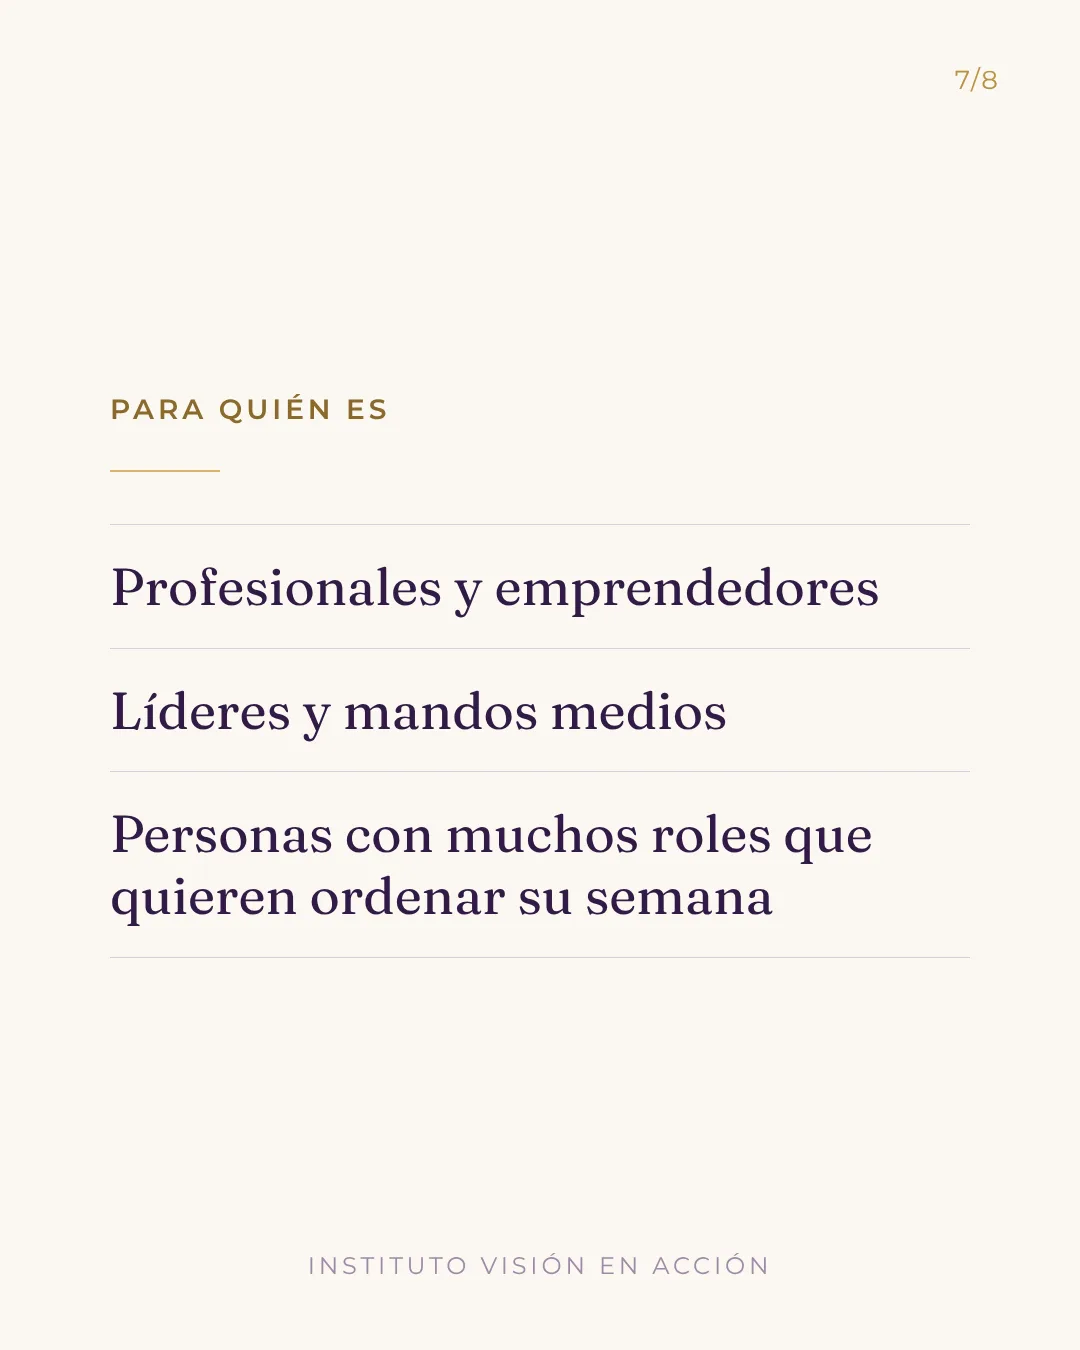 7/8
PARA QUIÉN ES
Profesionales y emprendedores
Líderes y mandos medios
Personas con muchos roles que
quieren ordenar su semana
INSTITUTO VISIÓN EN ACCIÓN